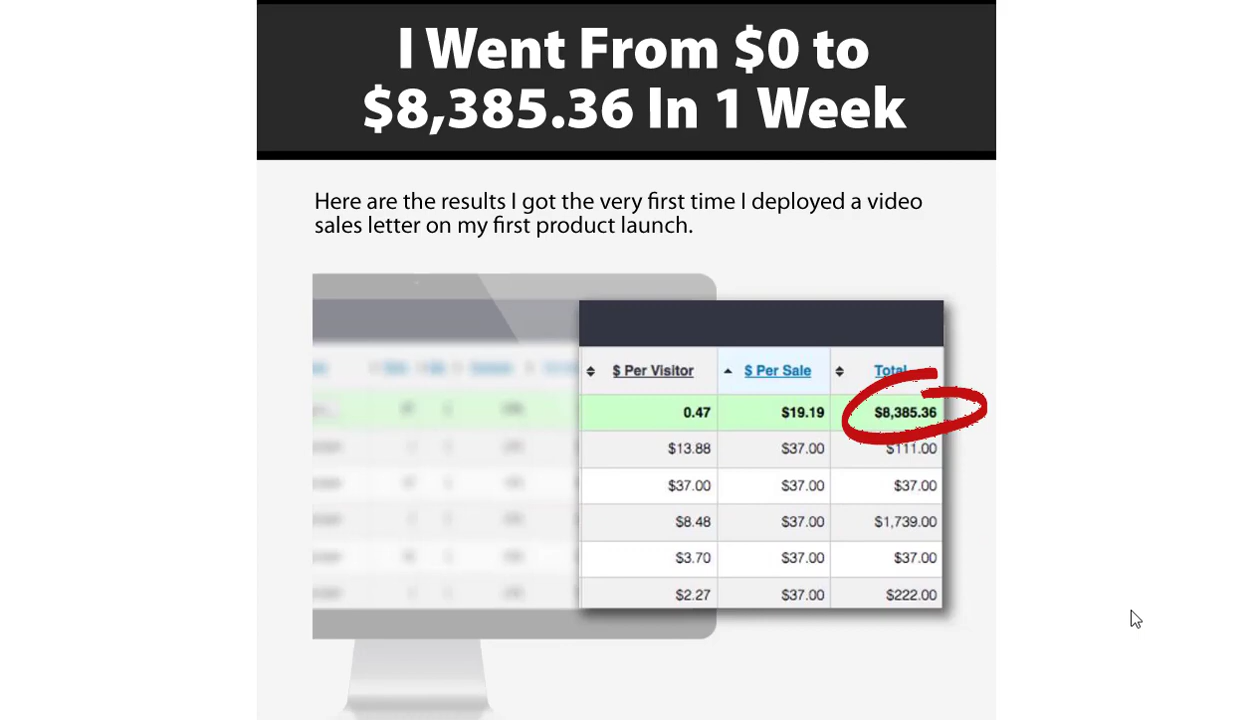 I Went From $0 to
$8,385.36 In 1 Week
Here are the results I got the very first time I deployed a video
sales letter on my first product launch.
$ Per Visitor $ Per Sale Total
0.47 $19.19 $8,385.36
$13.88 $37.00 $111.00
$37.00 $37.00 $37.00
$8.48 $37.00 $1,739.00
$3.70 $37.00 $37.00
$2.27 $37.00 $222.00